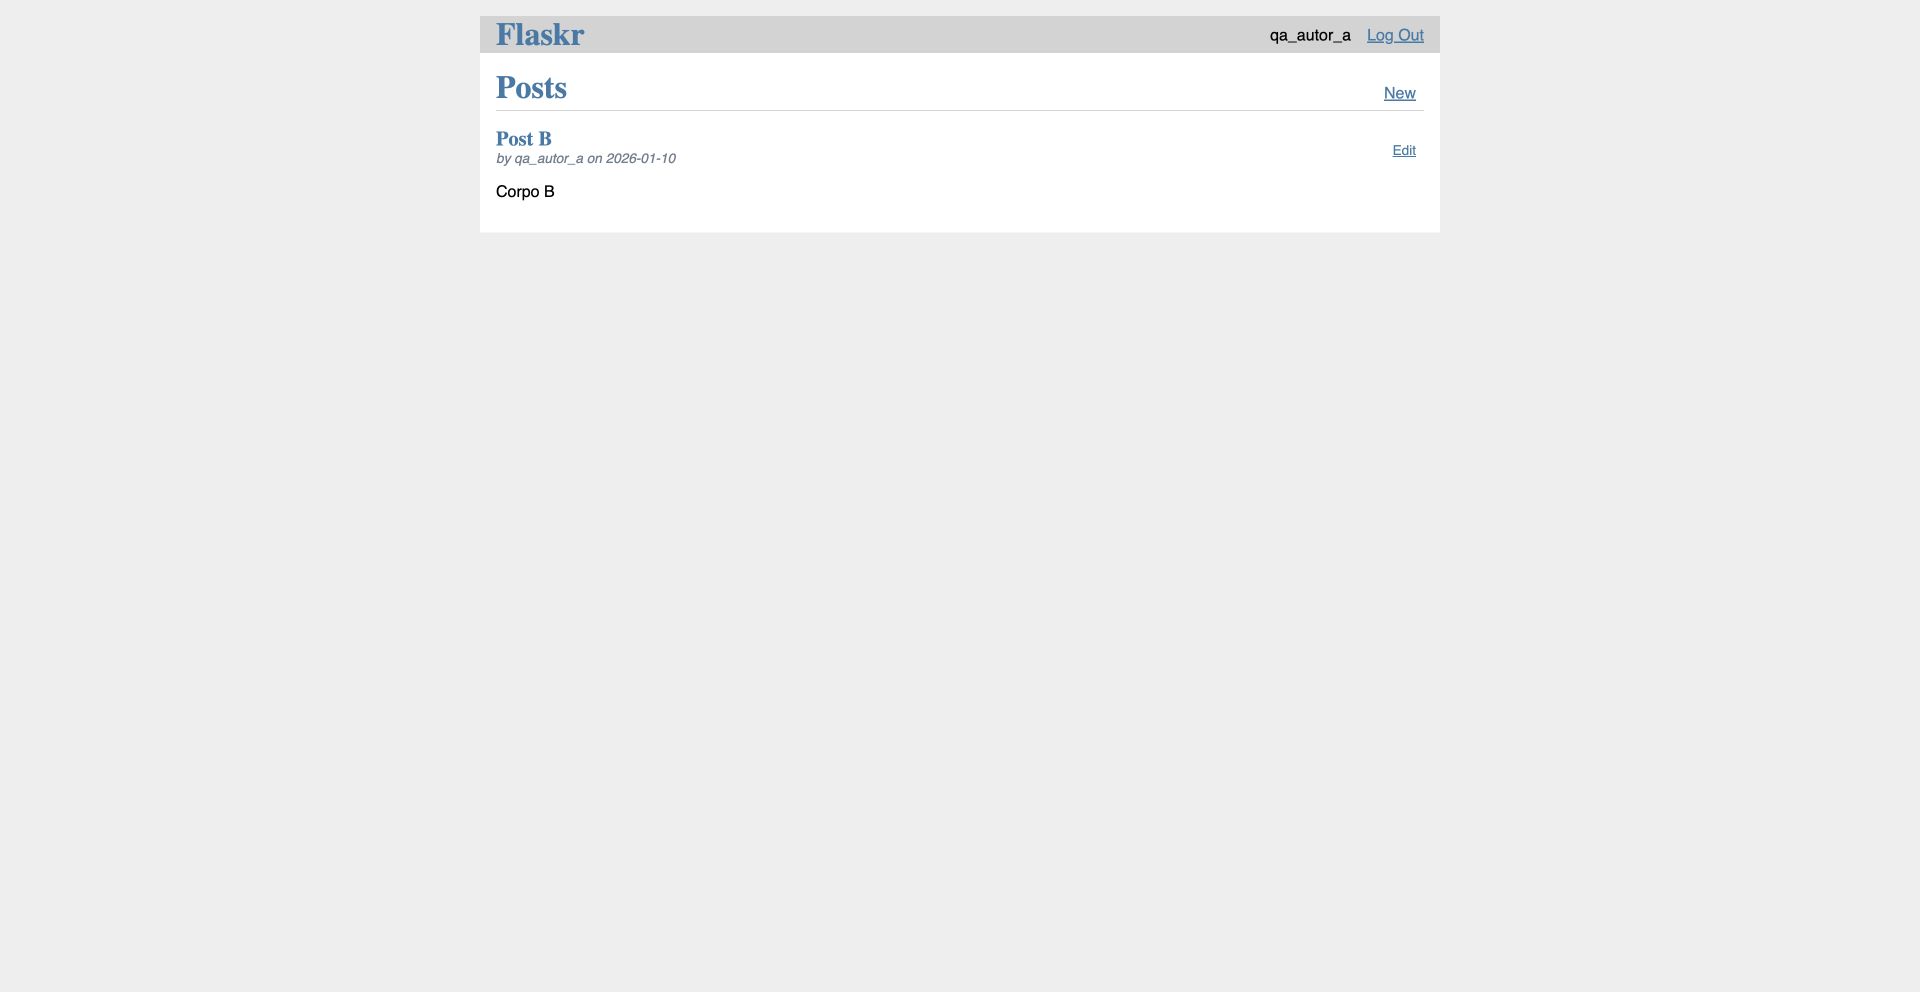 Flaskr qa_autor_a Log Out
Posts New
Post B
by qa_autor_a on 2026-01-10 Edit
Corpo B